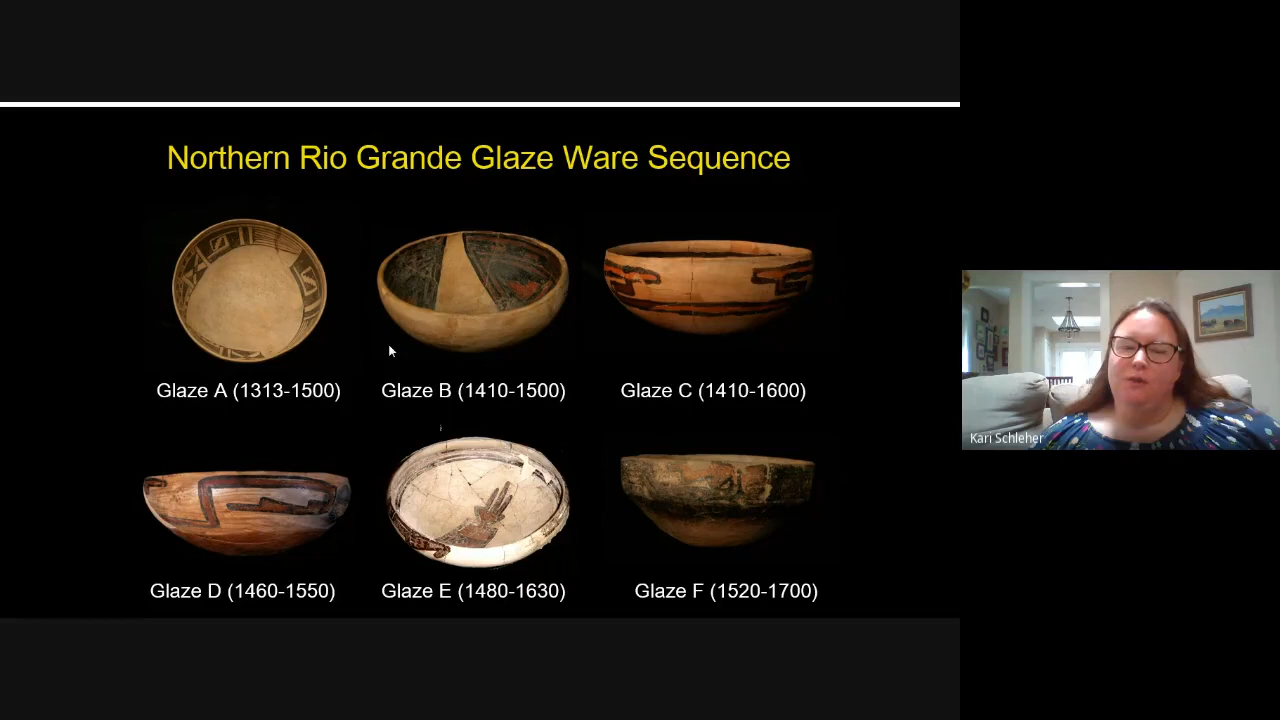 Northern Rio Grande Glaze Ware Sequence
Glaze A (1313-1500)
Glaze B (1410-1500)
Glaze C (1410-1600)
Glaze D (1460-1550)
Glaze E (1480-1630)
Glaze F (1520-1700)
Kari Schleher